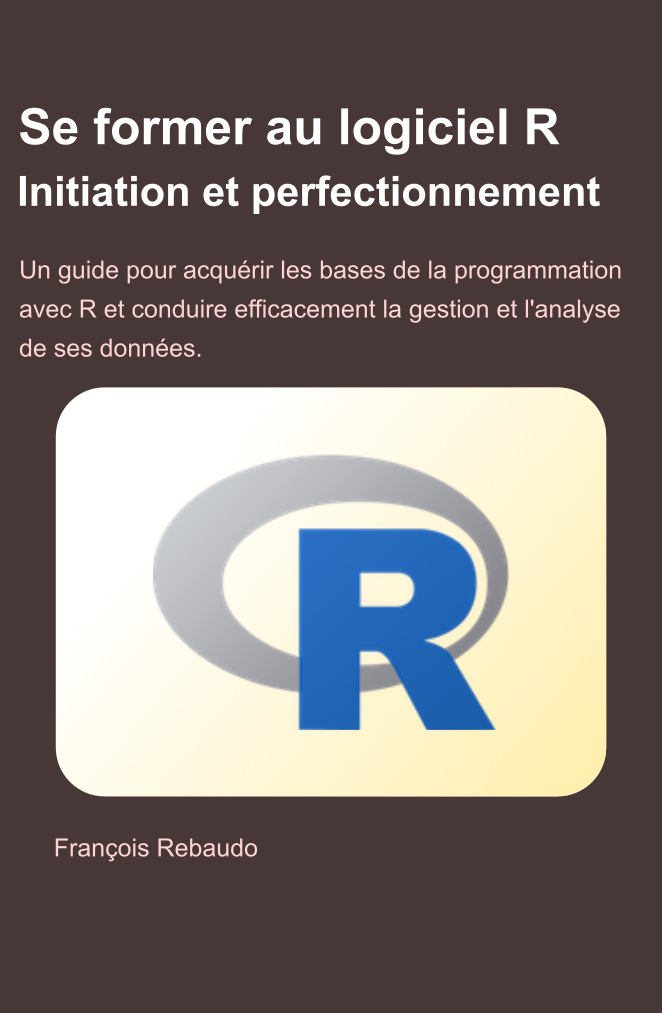 Se former au logiciel R
Initiation et perfectionnement
Un guide pour acquérir les bases de la programmation
avec R et conduire efficacement la gestion et l'analyse
de ses données.
R
François Rebaudo